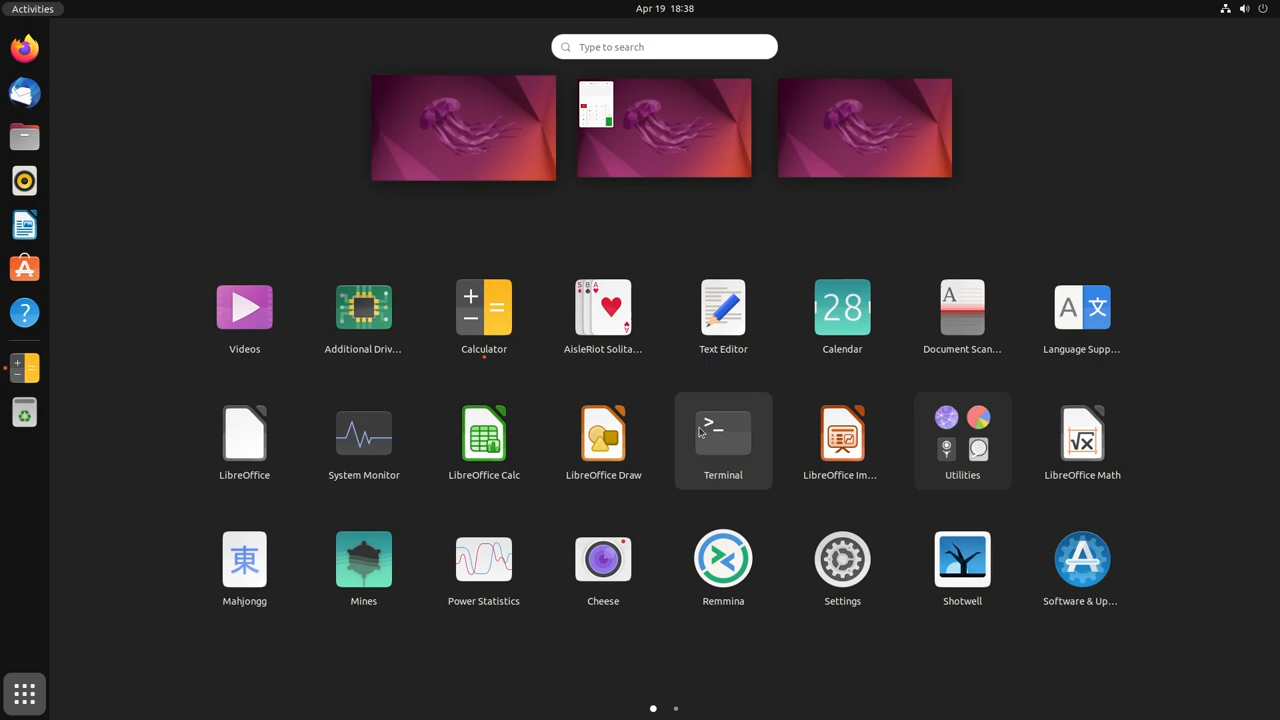 Activities
Apr 19 18:38
Type to search
Videos
Additional Driv...
Calculator
AisleRiot Solita...
Text Editor
28
Calendar
Document Scan...
Language Supp...
LibreOffice
System Monitor
LibreOffice Calc
LibreOffice Draw
>_
Terminal
LibreOffice Im...
Utilities
LibreOffice Math
東
Mahjongg
Mines
Power Statistics
Cheese
Remmina
Settings
Shotwell
Software & Up...